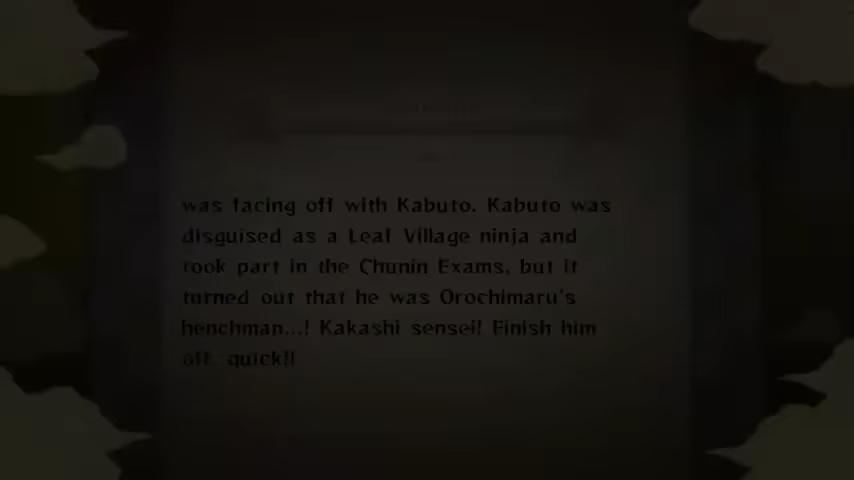 was facing off with Kabuto. Kabuto was
disguised as a Leaf Village ninja and
took part in the Chunin Exams, but it
turned out that he was Orochimaru's
henchman...! Kakashi sensei! Finish him
off, quick!!